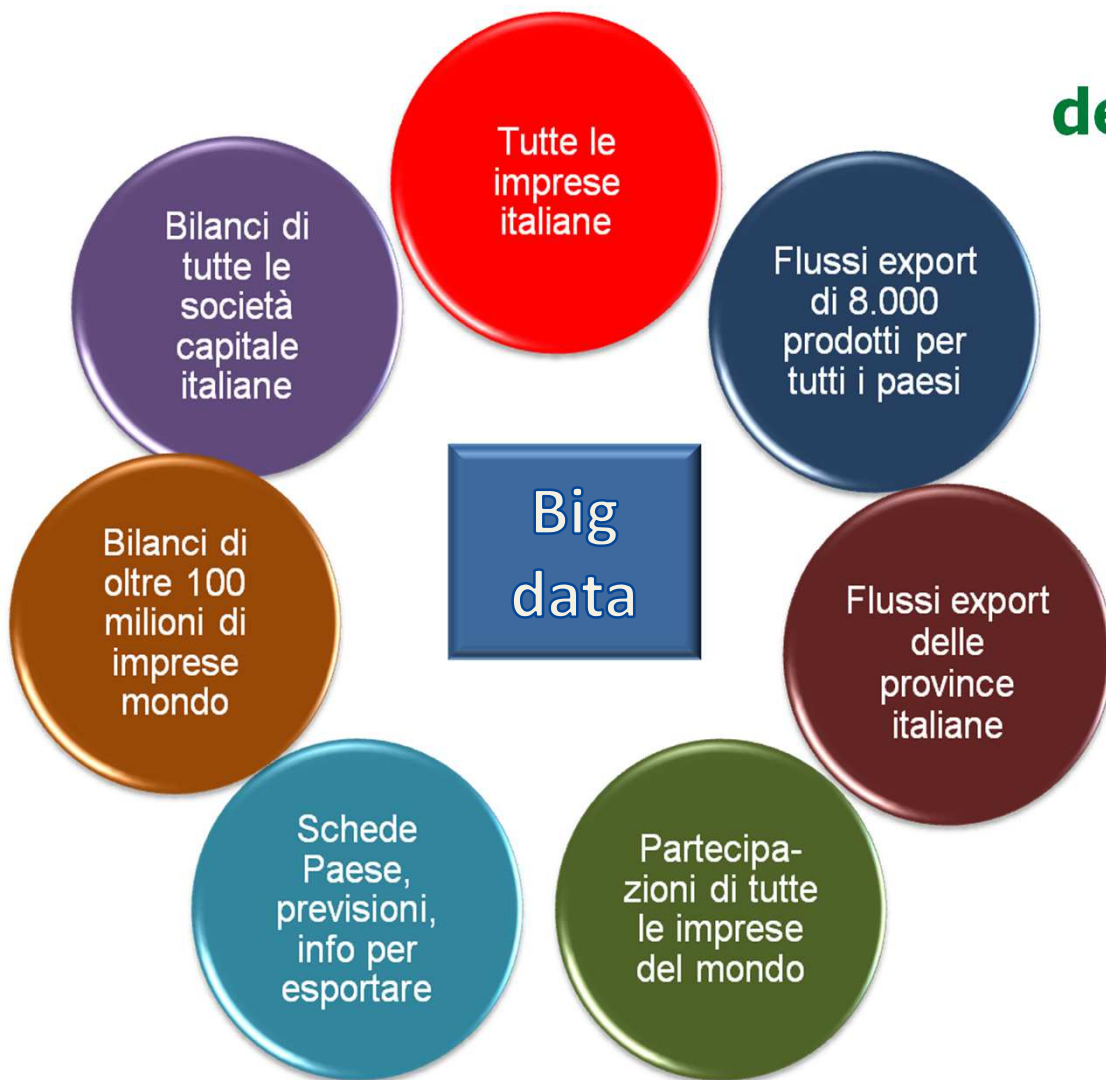 de
Tutte le
imprese
italiane
Flussi export
di 8.000
prodotti per
tutti i paesi
Flussi export
delle
province
italiane
Partecipa-
zioni di tutte
le imprese
del mondo
Schede
Paese,
previsioni,
info per
esportare
Bilanci di
oltre 100
milioni di
imprese
mondo
Bilanci di
tutte le
società
capitale
italiane
Big
data